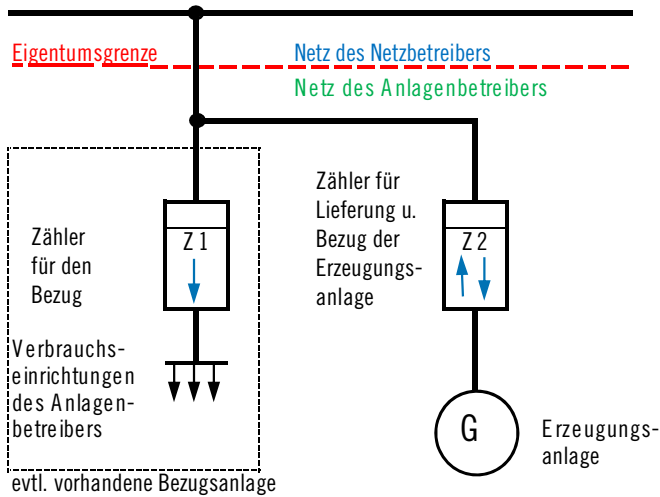 Eigentumsgrenze
Netz des Netzbetreibers
Netz des Anlagenbetreibers
Zähler
für den
Bezug
Z 1
Zähler für
Lieferung u.
Bezug der
Erzeugungs-
anlage
Z 2
Verbrauchs-
einrichtungen
des Anlagen-
betreibers
G
Erzeugungs-
anlage
evtl. vorhandene Bezugsanlage